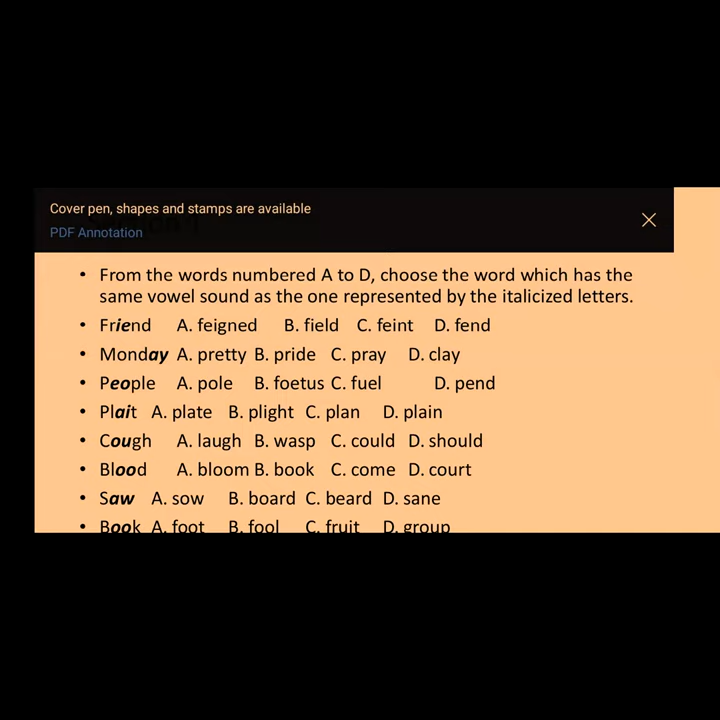 Cover pen, shapes and stamps are available
PDF Annotation
• From the words numbered A to D, choose the word which has the
same vowel sound as the one represented by the italicized letters.
• Friend A. feigned B. field C. feint D. fend
• Monday A. pretty B. pride C. pray D. clay
• People A. pole B. foetus C. fuel D. pend
• Plait A. plate B. plight C. plan D. plain
• Cough A. laugh B. wasp C. could D. should
• Blood A. bloom B. book C. come D. court
• Saw A. sow B. board C. beard D. sane
• Book A. foot B. fool C. fruit D. group